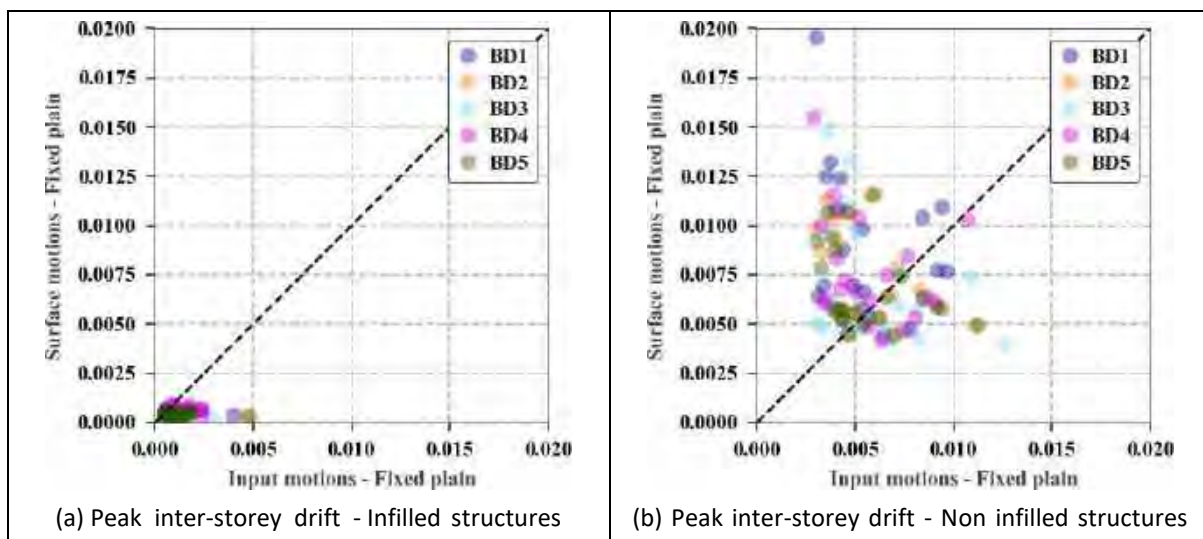 0.0200
0.0175
0.0150
0.0125
0.0100
0.0075
0.0050
0.0025
0.0000
Surface motions - Fixed plain
BD1
BD2
BD3
BD4
BD5
0.000 0.005 0.010 0.015 0.020
Input motions - Fixed plain
(a) Peak inter-storey drift - Infilled structures
0.0200
0.0175
0.0150
0.0125
0.0100
0.0075
0.0050
0.0025
0.0000
Surface motions - Fixed plain
BD1
BD2
BD3
BD4
BD5
0.000 0.005 0.010 0.015 0.020
Input motions - Fixed plain
(b) Peak inter-storey drift - Non infilled structures